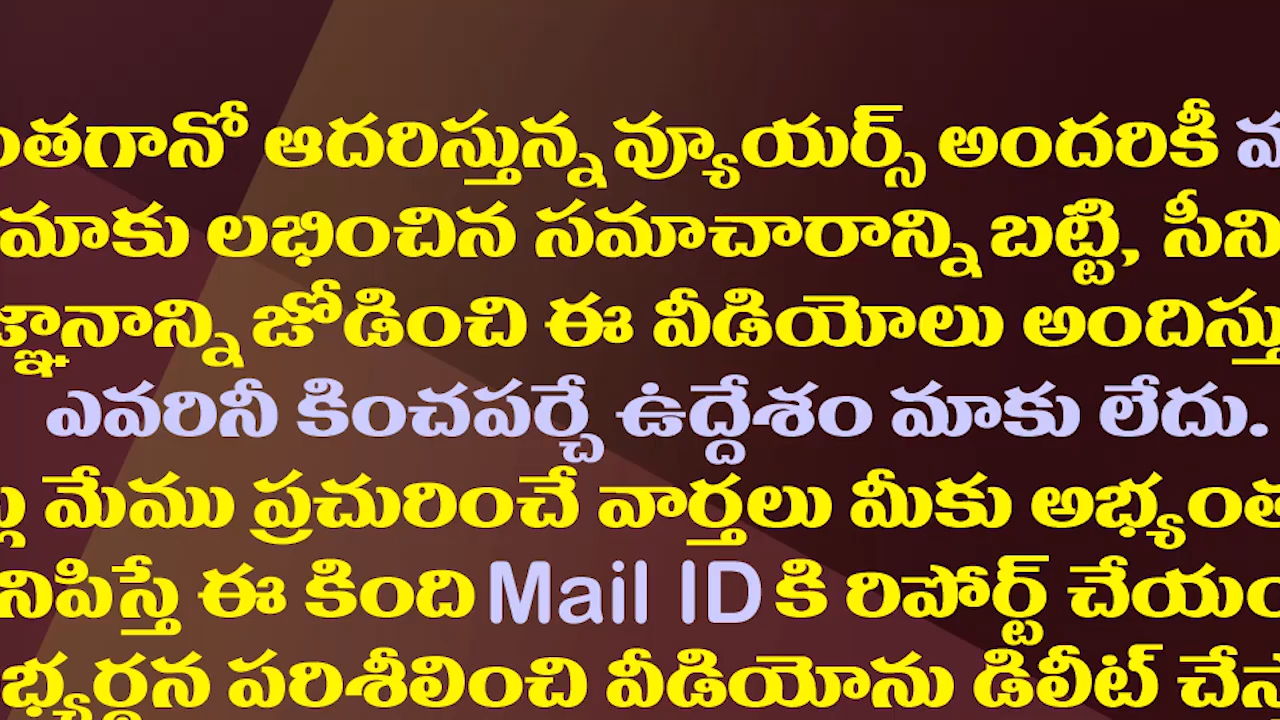 ంతగానో ఆదరిస్తున్న వ్యూయర్స్ అందరికీ
మాకు లభించిన సమాచారాన్ని బట్టి, సీని
జ్ఞానాన్ని జోడించి ఈ వీడియోలు అందిస్తు
ఎవరినీ కించపర్చే ఉద్దేశం మాకు లేదు.
మేము ప్రచురించే వార్తలు మీకు అభ్యంత
నిపిస్తే ఈ కింది Mail ID కి రిపోర్ట్ చేయం
భ్యర్థన పరిశీలించి వీడియోను డిలీట్ చేస